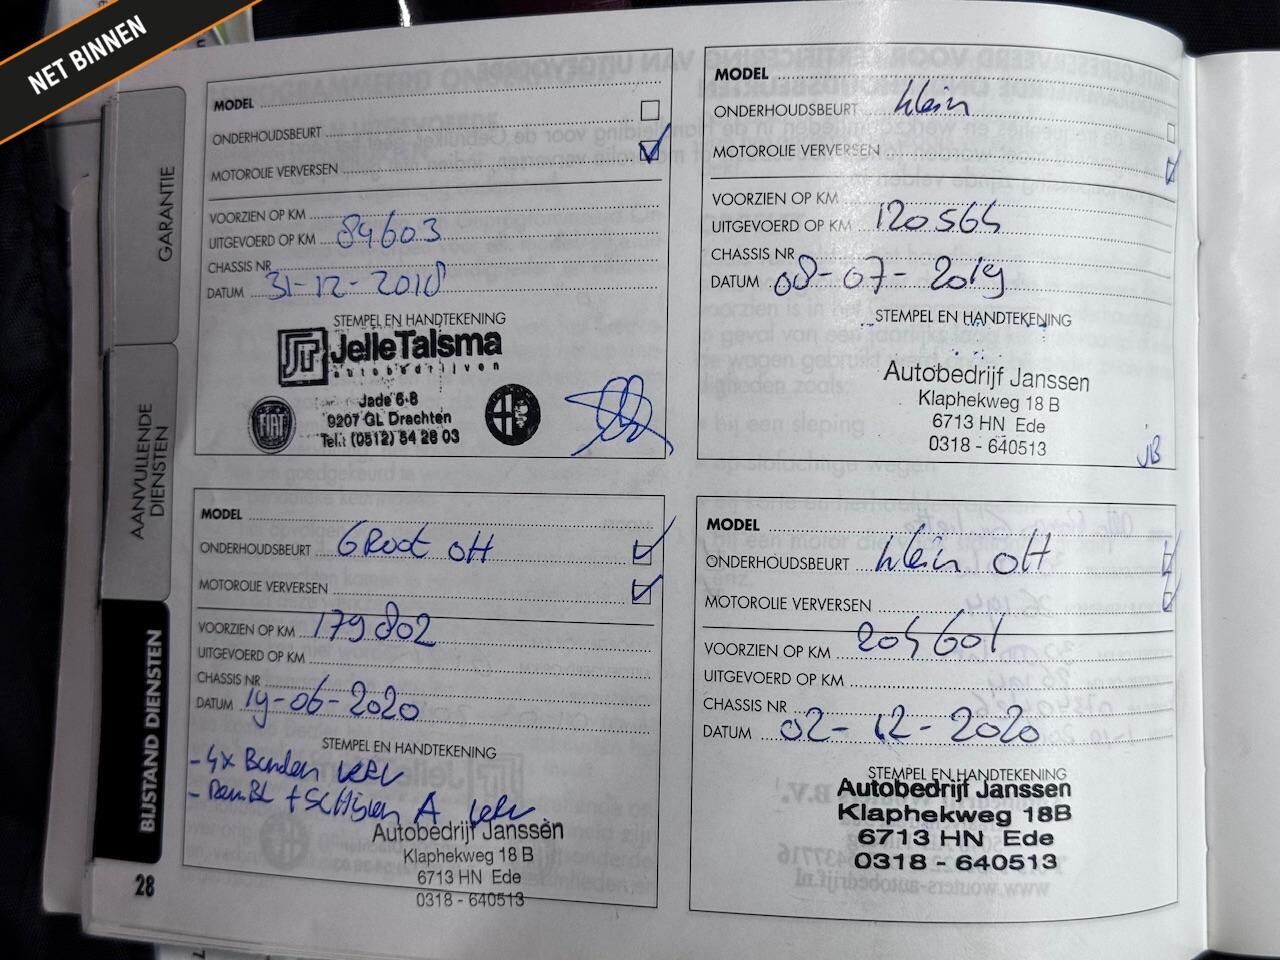 NET BINNEN
GARANTIE
AANVULLENDE
DIENSTEN
BIJSTAND DIENSTEN
28
MODEL
ONDERHOUDSBEURT
MOTOROLIE VERVERSEN
VOORZIEN OP KM
UITGEVOERD OP KM 84603
CHASSIS NR
DATUM 31-12-2018
STEMPEL EN HANDTEKENING
JelleTalsma
autobedrijven
Jade 6-8
9207 GL Drachten
Tel.: (0512) 54 28 03
FIAT
MODEL
ONDERHOUDSBEURT klein
MOTOROLIE VERVERSEN
VOORZIEN OP KM
UITGEVOERD OP KM 120564
CHASSIS NR
DATUM 08-07-2019
STEMPEL EN HANDTEKENING
Autobedrijf Janssen
Klaphekweg 18 B
6713 HN Ede
0318 - 640513
JB
MODEL
ONDERHOUDSBEURT GROOT OH
MOTOROLIE VERVERSEN
VOORZIEN OP KM 179802
UITGEVOERD OP KM
CHASSIS NR
DATUM 19-06-2020
STEMPEL EN HANDTEKENING
- 4x Banden verv
- RemBL + Schijven A verv.
Autobedrijf Janssen
Klaphekweg 18 B
6713 HN Ede
0318 - 640513
MODEL
ONDERHOUDSBEURT klein OH
MOTOROLIE VERVERSEN
VOORZIEN OP KM 204601
UITGEVOERD OP KM
CHASSIS NR
DATUM 02-12-2020
STEMPEL EN HANDTEKENING
Autobedrijf Janssen
Klaphekweg 18B
6713 HN Ede
0318 - 640513